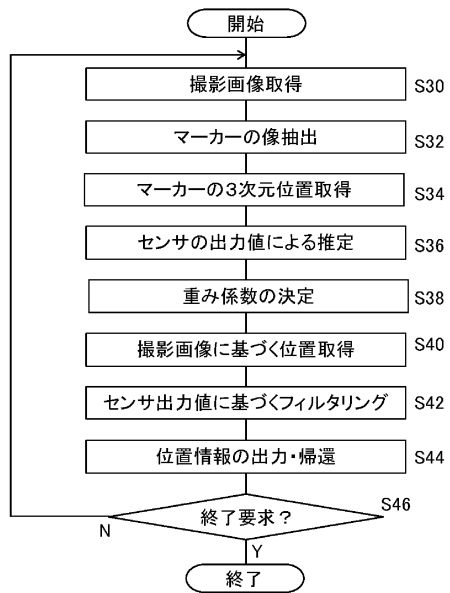 開始
撮影画像取得 S30
マーカーの像抽出 S32
マーカーの3次元位置取得 S34
センサの出力値による推定 S36
重み係数の決定 S38
撮影画像に基づく位置取得 S40
センサ出力値に基づくフィルタリング S42
位置情報の出力・帰還 S44
終了要求? S46
N
Y
終了